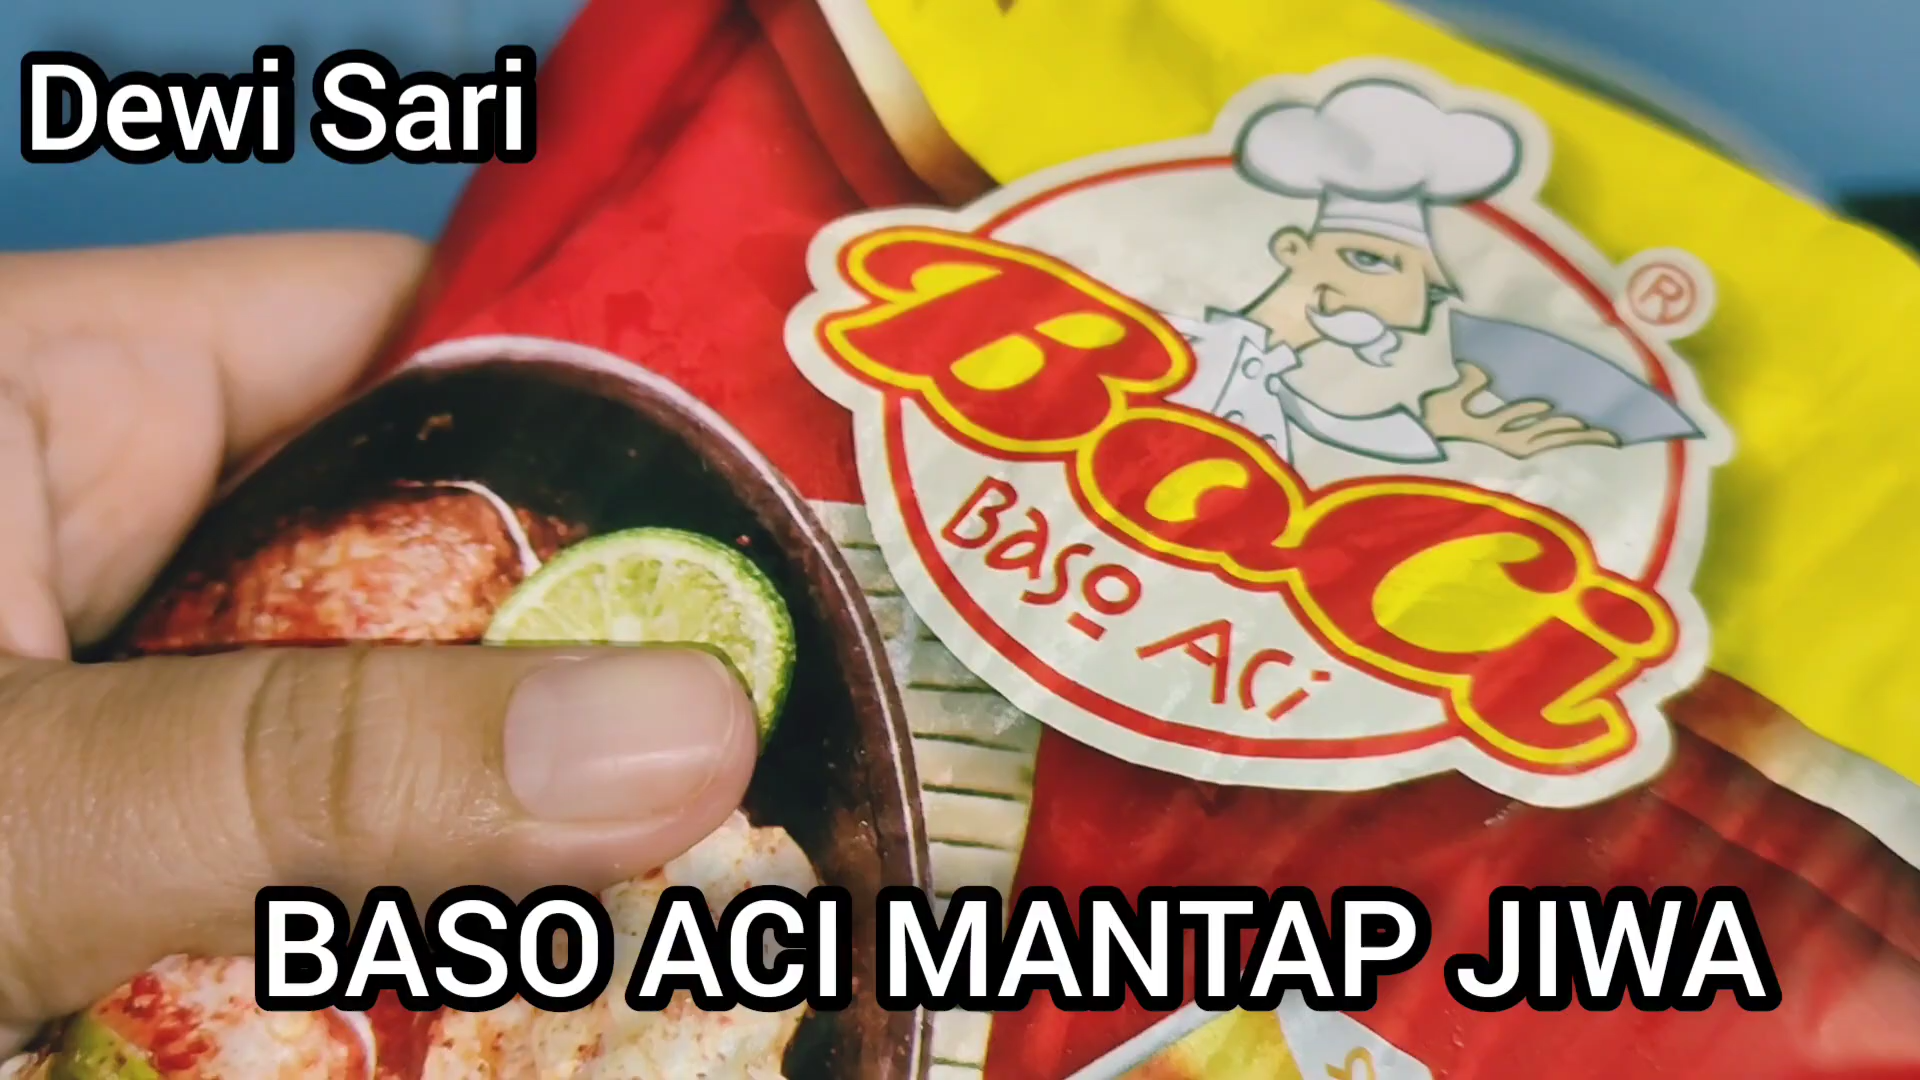 Dewi Sari
BoCi
®
Baso Aci
BASO ACI MANTAP JIWA